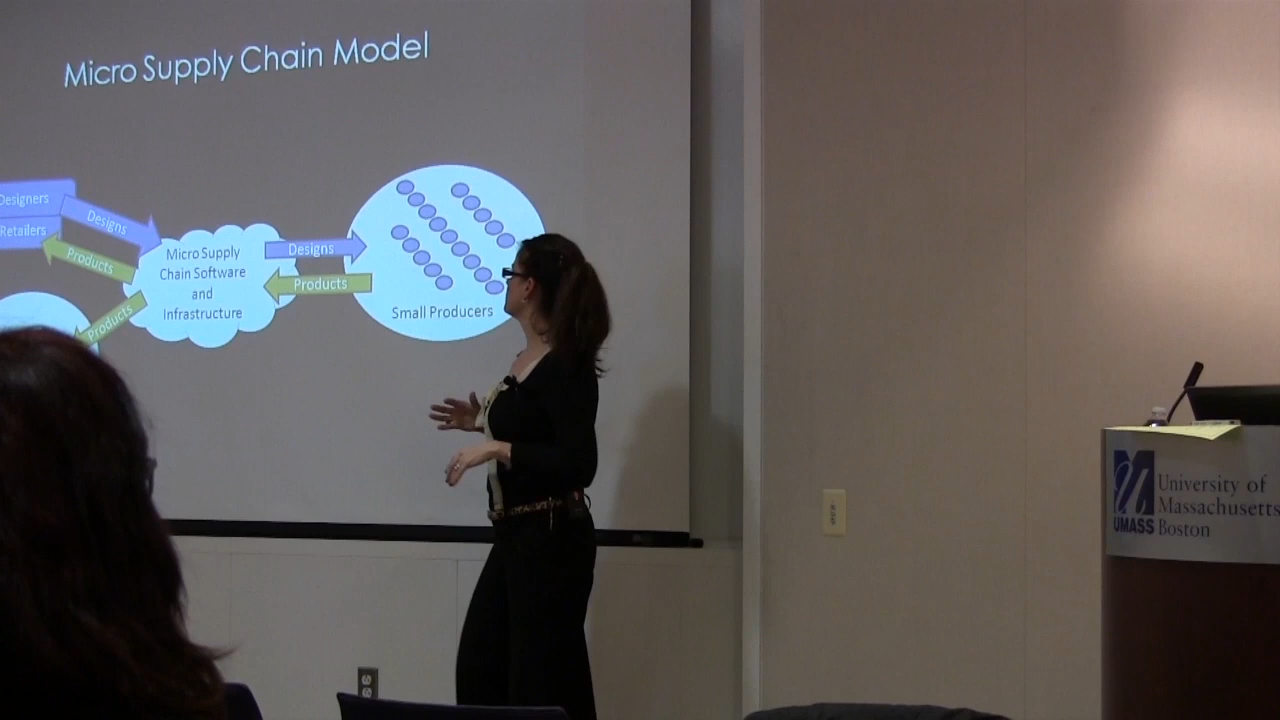 Micro Supply Chain Model
Designers
Retailers
Designs
Products
Products
Micro Supply
Chain Software
and
Infrastructure
Designs
Products
Small Producers
UMASS
University of
Massachusetts
Boston